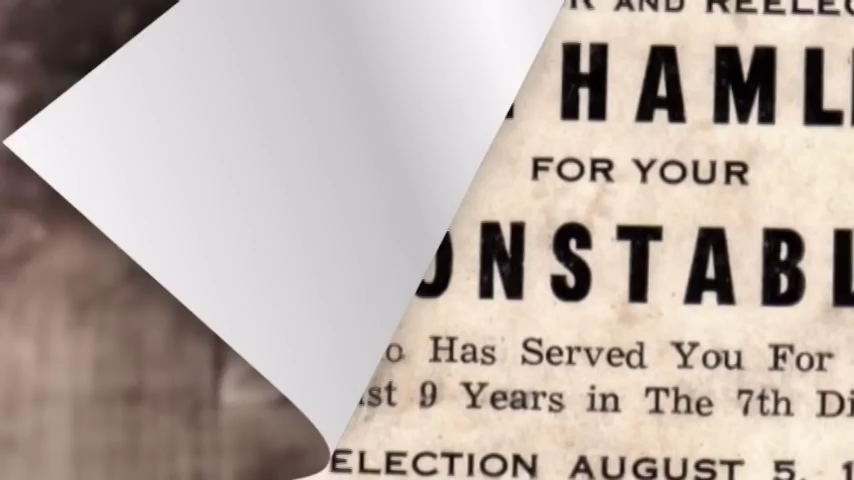 AND REELEC
HAML
FOR YOUR
ONSTABL
Has Served You For
st 9 Years in The 7th Di
ELECTION AUGUST 5, 1